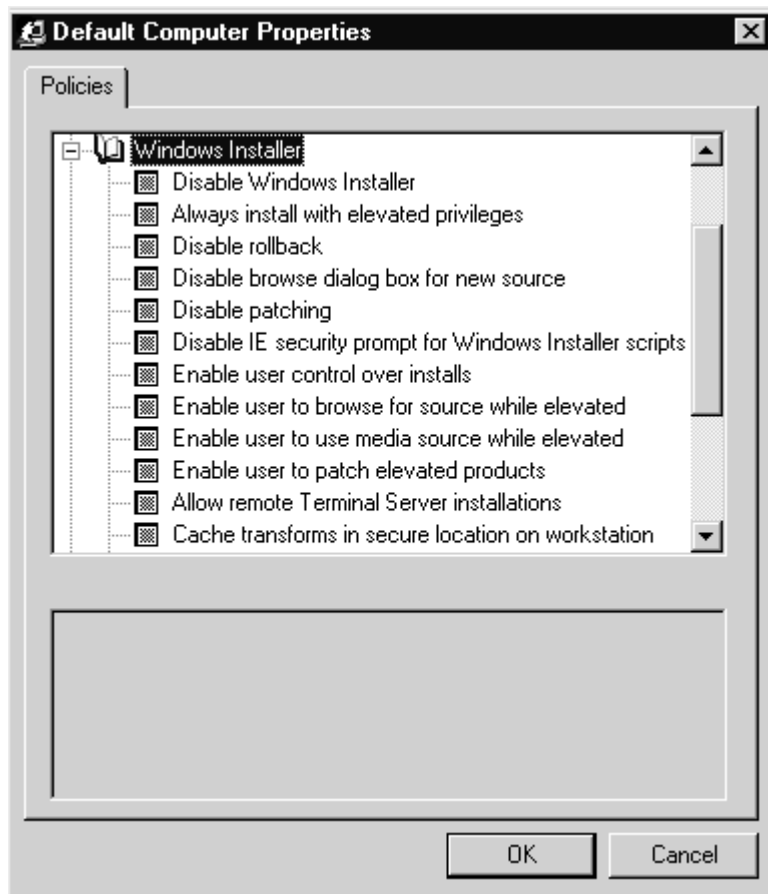 Default Computer Properties
Policies
Windows Installer
Disable Windows Installer
Always install with elevated privileges
Disable rollback
Disable browse dialog box for new source
Disable patching
Disable IE security prompt for Windows Installer scripts
Enable user control over installs
Enable user to browse for source while elevated
Enable user to use media source while elevated
Enable user to patch elevated products
Allow remote Terminal Server installations
Cache transforms in secure location on workstation
OK Cancel